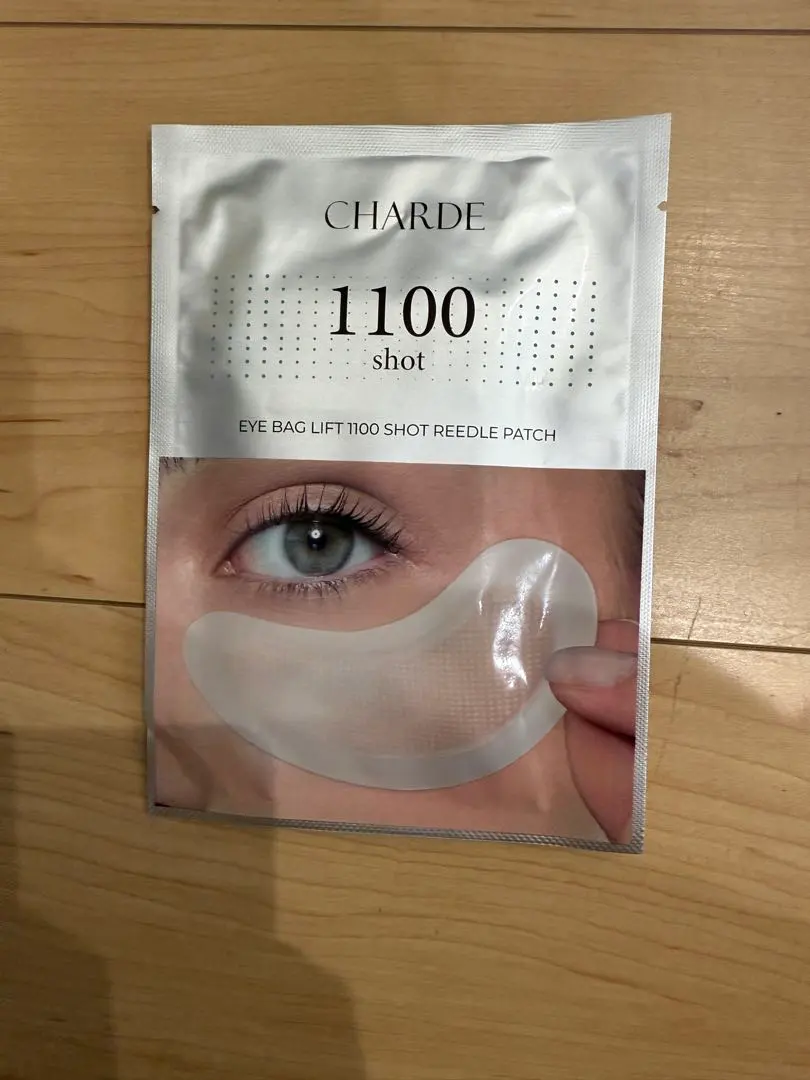 CHARDE
1100
shot
EYE BAG LIFT 1100 SHOT REEDLE PATCH